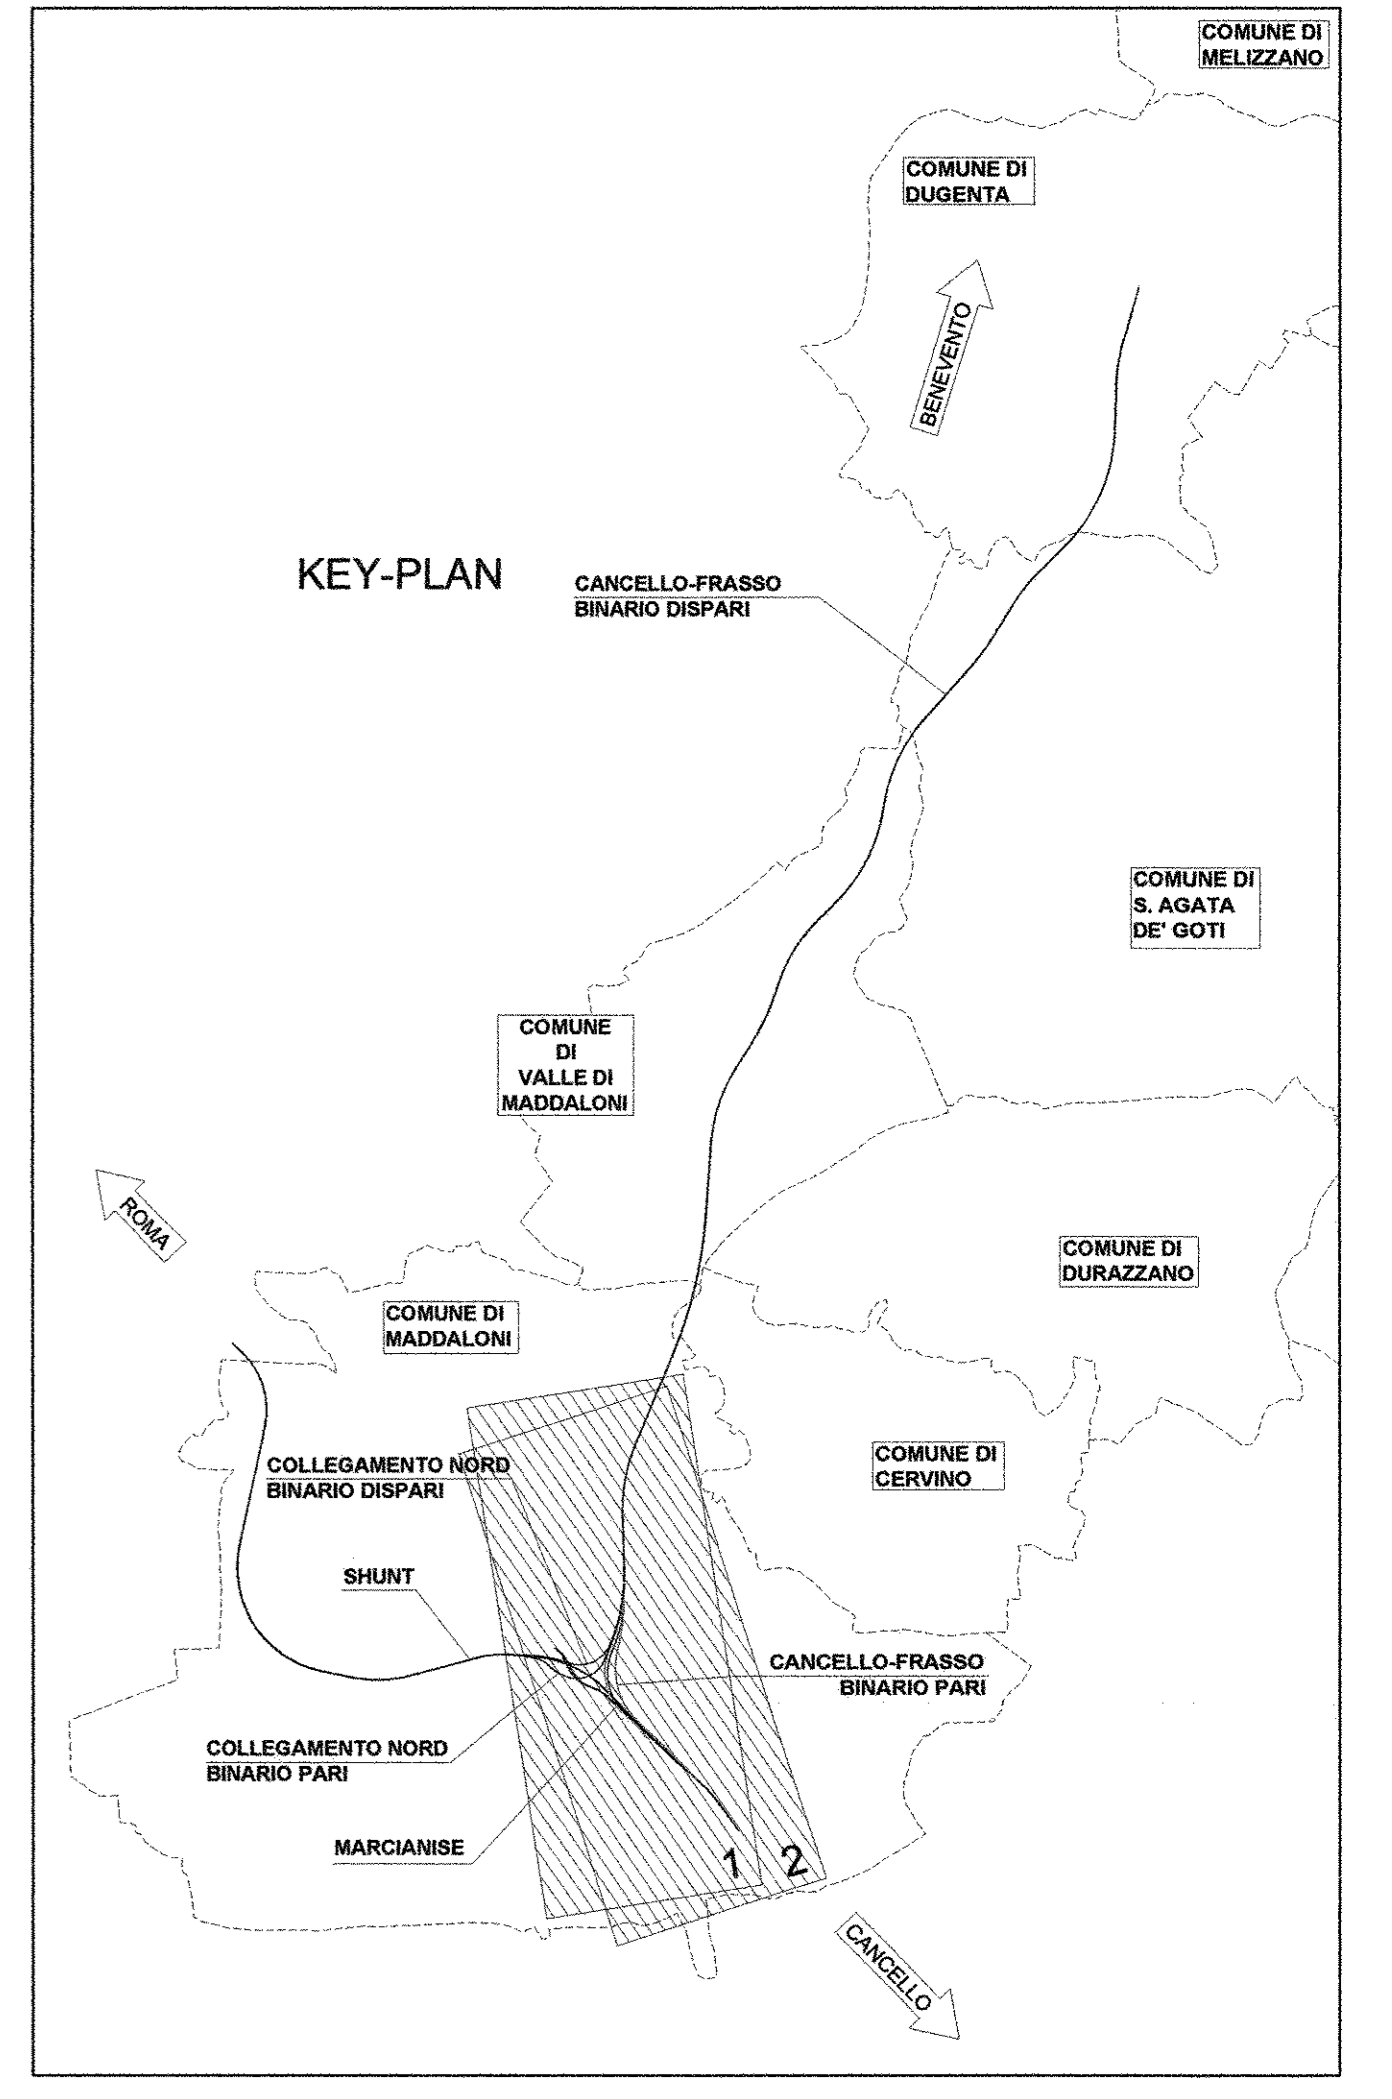 COMUNE DI
MELIZZANO
COMUNE DI
DUGENTA
BENEVENTO
KEY-PLAN
CANCELLO-FRASSO
BINARIO DISPARI
COMUNE DI
S. AGATA
DE' GOTI
COMUNE
DI
VALLE DI
MADDALONI
ROMA
COMUNE DI
DURAZZANO
COMUNE DI
MADDALONI
COLLEGAMENTO NORD
BINARIO DISPARI
COMUNE DI
CERVINO
SHUNT
CANCELLO-FRASSO
BINARIO PARI
COLLEGAMENTO NORD
BINARIO PARI
MARCIANISE
1
2
CANCELLO